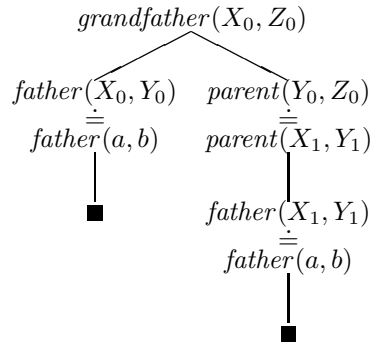 grandfather(X₀, Z₀)
father(X₀, Y₀) parent(Y₀, Z₀)
≐ ≐
father(a, b) parent(X₁, Y₁)
father(X₁, Y₁)
≐
father(a, b)